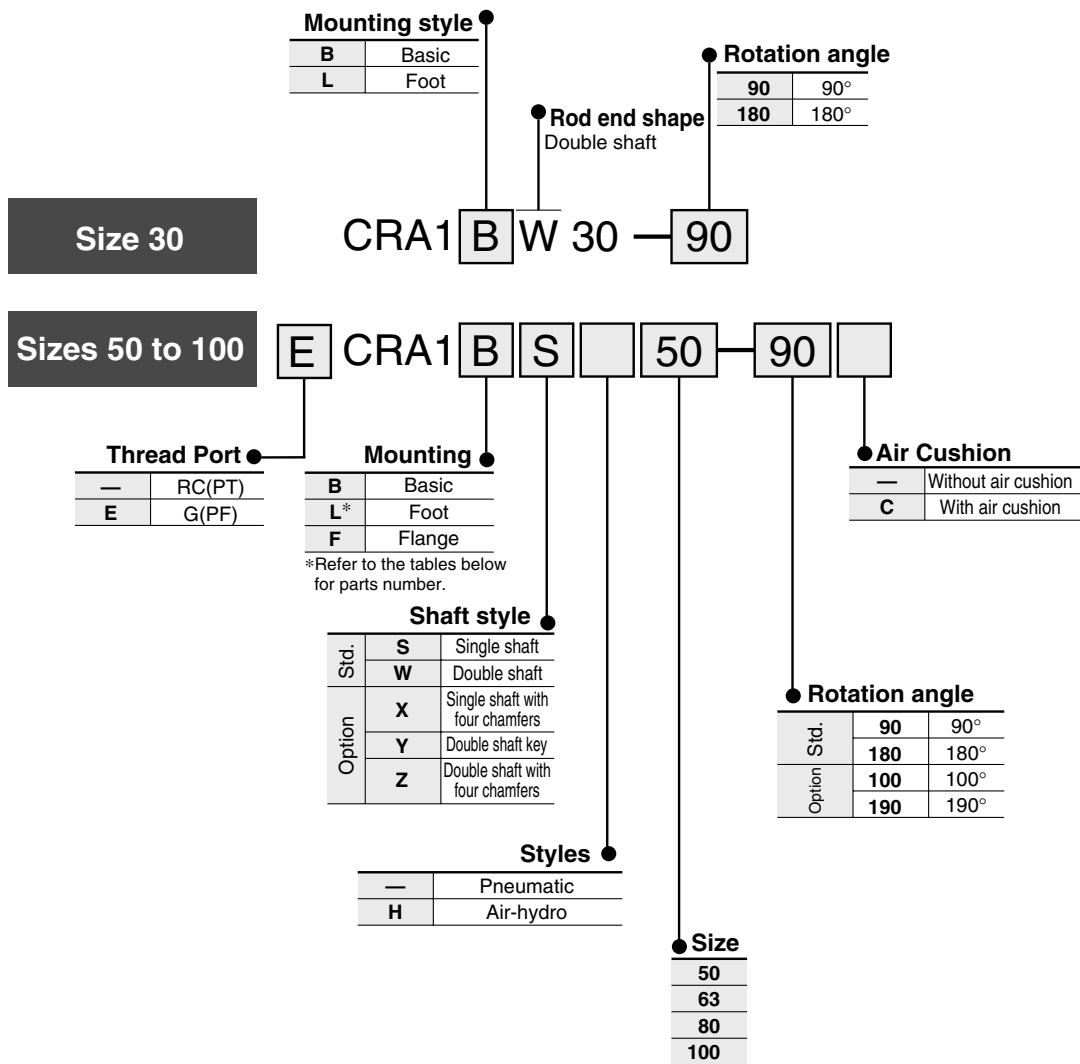 Mounting style
B Basic
L Foot
Rod end shape
Double shaft
Rotation angle
90 90°
180 180°
Size 30
CRA1 B W 30 — 90
Sizes 50 to 100
E CRA1 B S 50 — 90
Thread Port
— RC(PT)
E G(PF)
Mounting
B Basic
L* Foot
F Flange
*Refer to the tables below
for parts number.
Air Cushion
— Without air cushion
C With air cushion
Shaft style
Std.
S Single shaft
W Double shaft
Option
X Single shaft with
four chamfers
Y Double shaft key
Z Double shaft with
four chamfers
Rotation angle
Std.
90 90°
180 180°
Option
100 100°
190 190°
Styles
— Pneumatic
H Air-hydro
Size
50
63
80
100